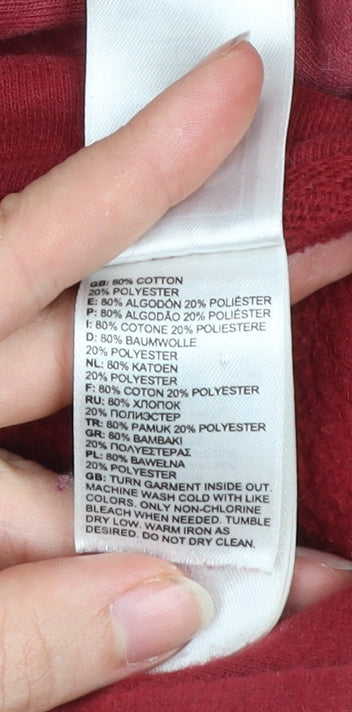 GB: 80% COTTON
20% POLYESTER
E: 80% ALGODÓN 20% POLIÉSTER
P: 80% ALGODÃO 20% POLIÉSTER
I: 80% COTONE 20% POLIESTERE
D: 80% BAUMWOLLE
20% POLYESTER
NL: 80% KATOEN
20% POLYESTER
F: 80% COTON 20% POLYESTER
RU: 80% ХЛОПОК
20% ПОЛИЭСТЕР
TR: 80% PAMUK 20% POLYESTER
GR: 80% ΒΑΜΒΑΚΙ
20% ΠΟΛΥΕΣΤΕΡΑΣ
PL: 80% BAWEŁNA
20% POLYESTER
GB: TURN GARMENT INSIDE OUT.
MACHINE WASH COLD WITH LIKE
COLORS, ONLY NON-CHLORINE
BLEACH WHEN NEEDED. TUMBLE
DRY LOW. WARM IRON AS
DESIRED. DO NOT DRY CLEAN.